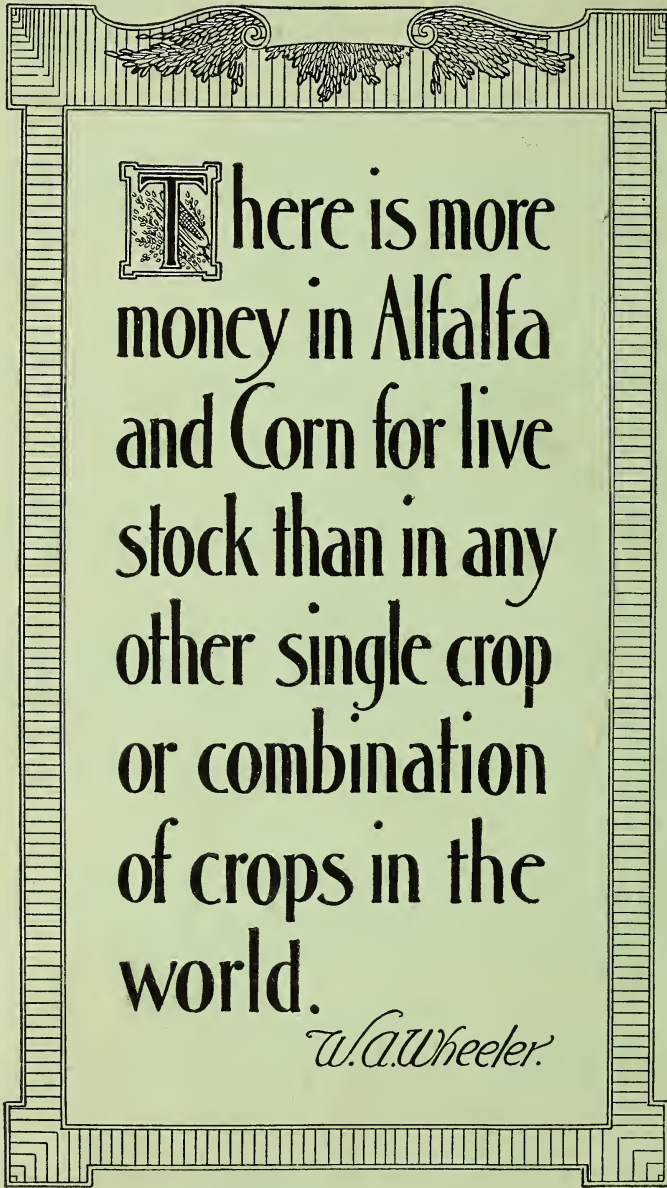 There is more
money in Alfalfa
and Corn for live
stock than in any
other single crop
or combination
of crops in the
world.
W.A.Wheeler.